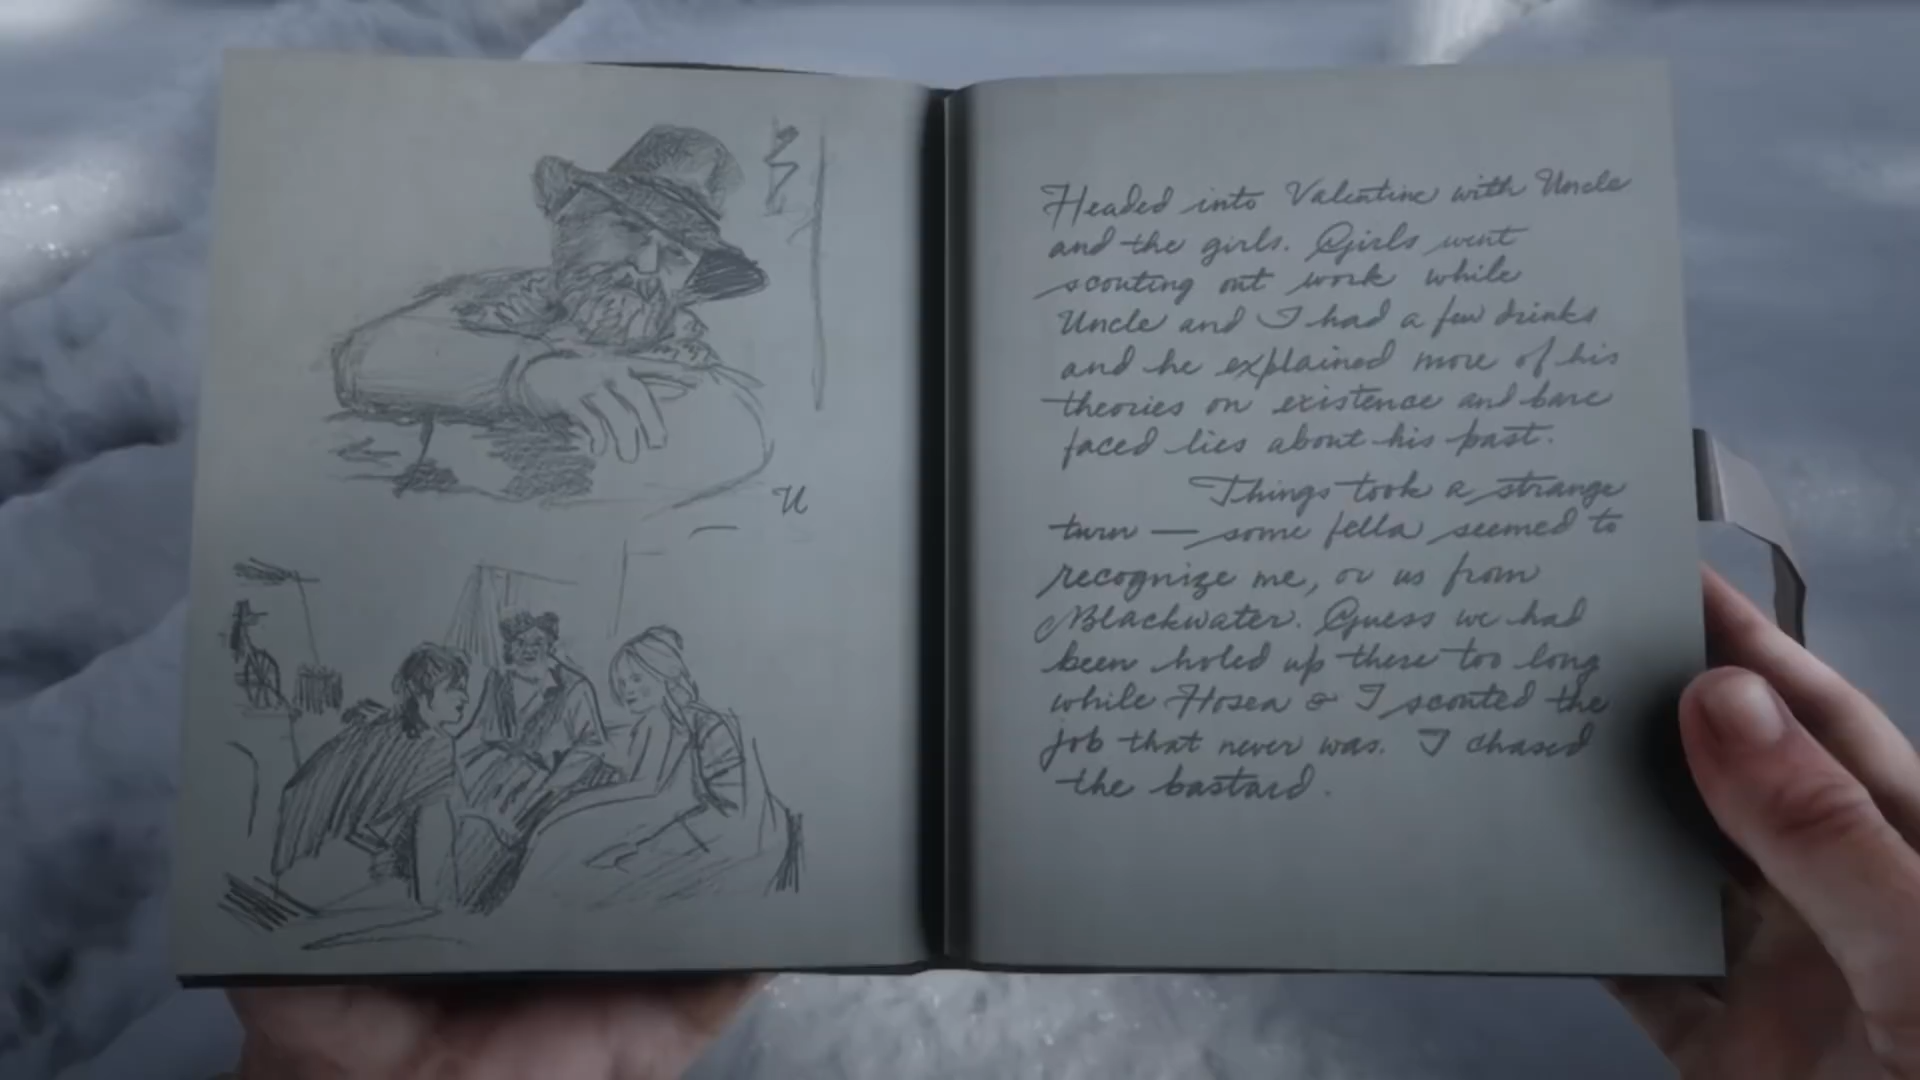 U
Headed into Valentine with Uncle
and the girls. Girls went
scouting out work while
Uncle and I had a few drinks
and he explained more of his
theories on existence and bare
faced lies about his past.
Things took a strange
turn — some fella seemed to
recognize me, or us from
Blackwater. Guess we had
been holed up there too long
while Hosea & I scouted the
job that never was. I chased
the bastard.